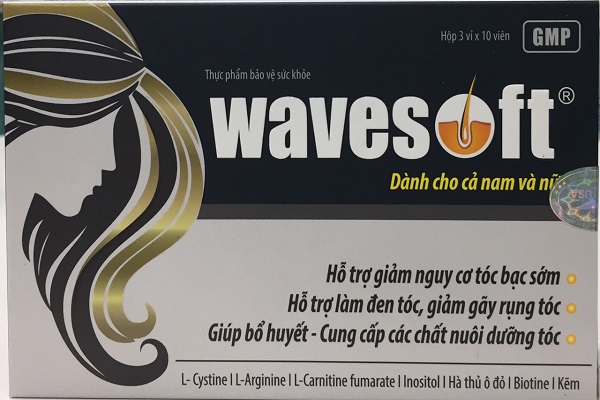 Hộp 3 vỉ x 10 viên
GMP
Thực phẩm bảo vệ sức khỏe
wavesoft®
Dành cho cả nam và nữ
USA
Hỗ trợ giảm nguy cơ tóc bạc sớm
Hỗ trợ làm đen tóc, giảm gãy rụng tóc
Giúp bổ huyết - Cung cấp các chất nuôi dưỡng tóc
L- Cystine l L-Arginine l L-Carnitine fumarate l Inositol l Hà thủ ô đỏ l Biotine l Kẽm